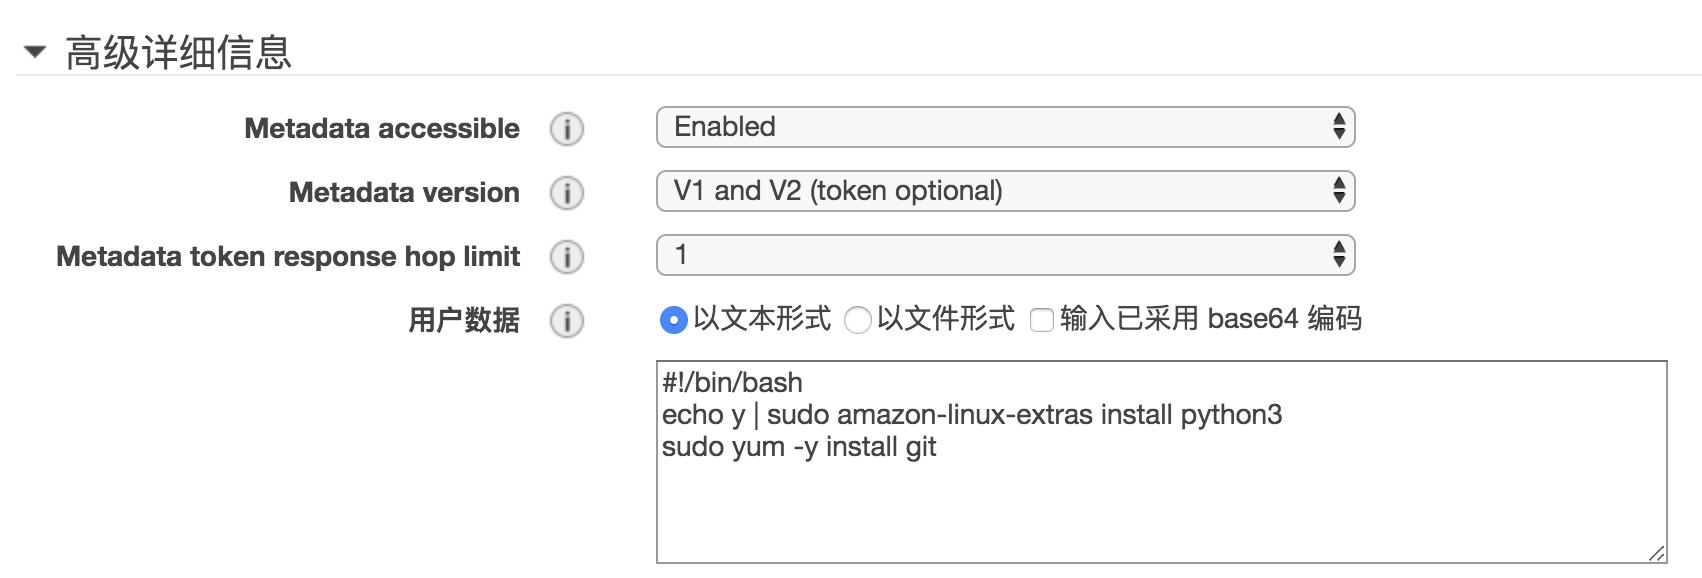 高级详细信息
Metadata accessible Enabled
Metadata version V1 and V2 (token optional)
Metadata token response hop limit 1
用户数据 以文本形式 以文件形式 输入已采用 base64 编码
#!/bin/bash
echo y | sudo amazon-linux-extras install python3
sudo yum -y install git